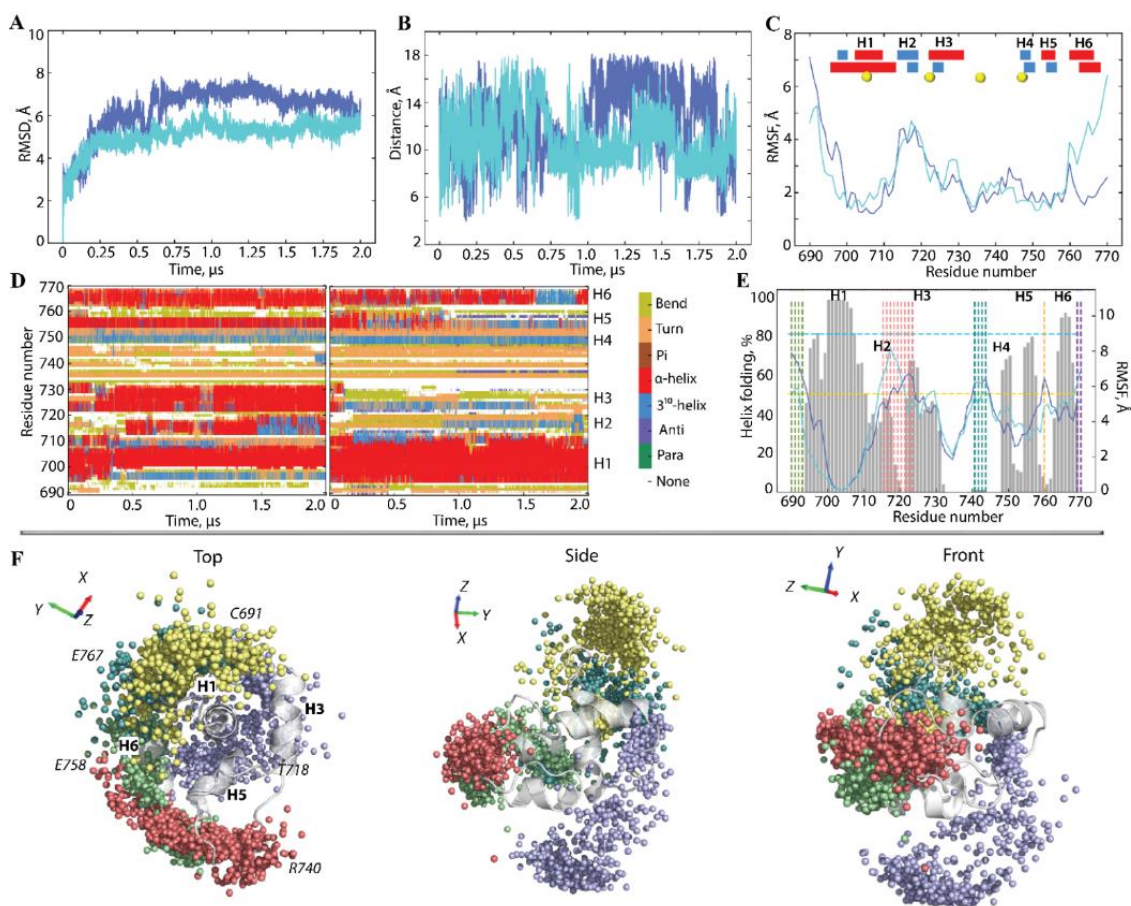 A
RMSD, Å
10
8
6
4
2
0
0 0.25 0.5 0.75 1.0 1.25 1.5 1.75 2.0
Time, µs
B
Distance, Å
18
14
10
6
2
0 0.25 0.5 0.75 1.0 1.25 1.5 1.75 2.0
Time, µs
C
RMSF, Å
8
6
4
2
0
H1 H2 H3 H4 H5 H6
690 700 710 720 730 740 750 760 770
Residue number
D
Residue number
770
760
750
740
730
720
710
700
690
0 0.5 1.0 1.5 2.0
Time, µs
0 0.5 1.0 1.5 2.0
Time, µs
H6
H5
H4
H3
H2
H1
Bend
Turn
Pi
α-helix
3¹⁰-helix
Anti
Para
- None
E
Helix folding, %
100
90
80
60
40
20
0
H1 H3 H5 H6
H2 H4
690 700 710 720 730 740 750 760 770
Residue number
10
8
6
4
2
0
RMSF, Å
F
Top
X
Y
Z
C691
E767
H1
H3
H6
E758
T718
H5
R740
Side
Z
Y
X
Front
Y
Z
X